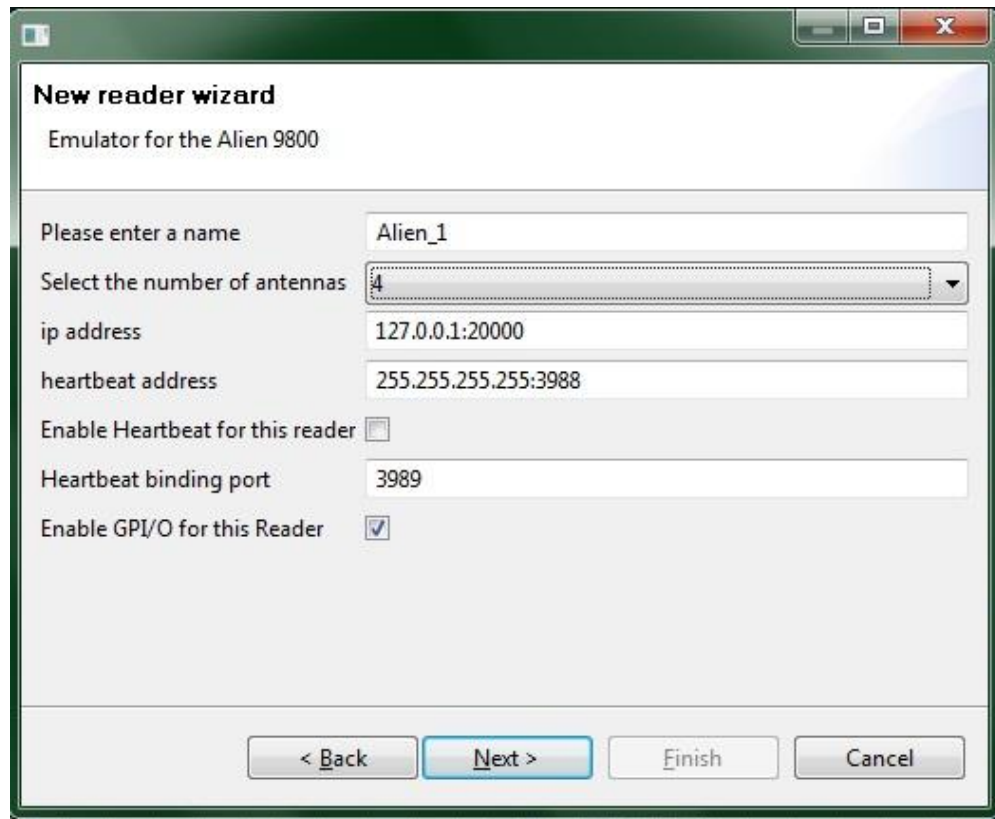 New reader wizard
Emulator for the Alien 9800
Please enter a name Alien_1
Select the number of antennas 4
ip address 127.0.0.1:20000
heartbeat address 255.255.255.255:3988
Enable Heartbeat for this reader
Heartbeat binding port 3989
Enable GPI/O for this Reader
< Back Next > Finish Cancel